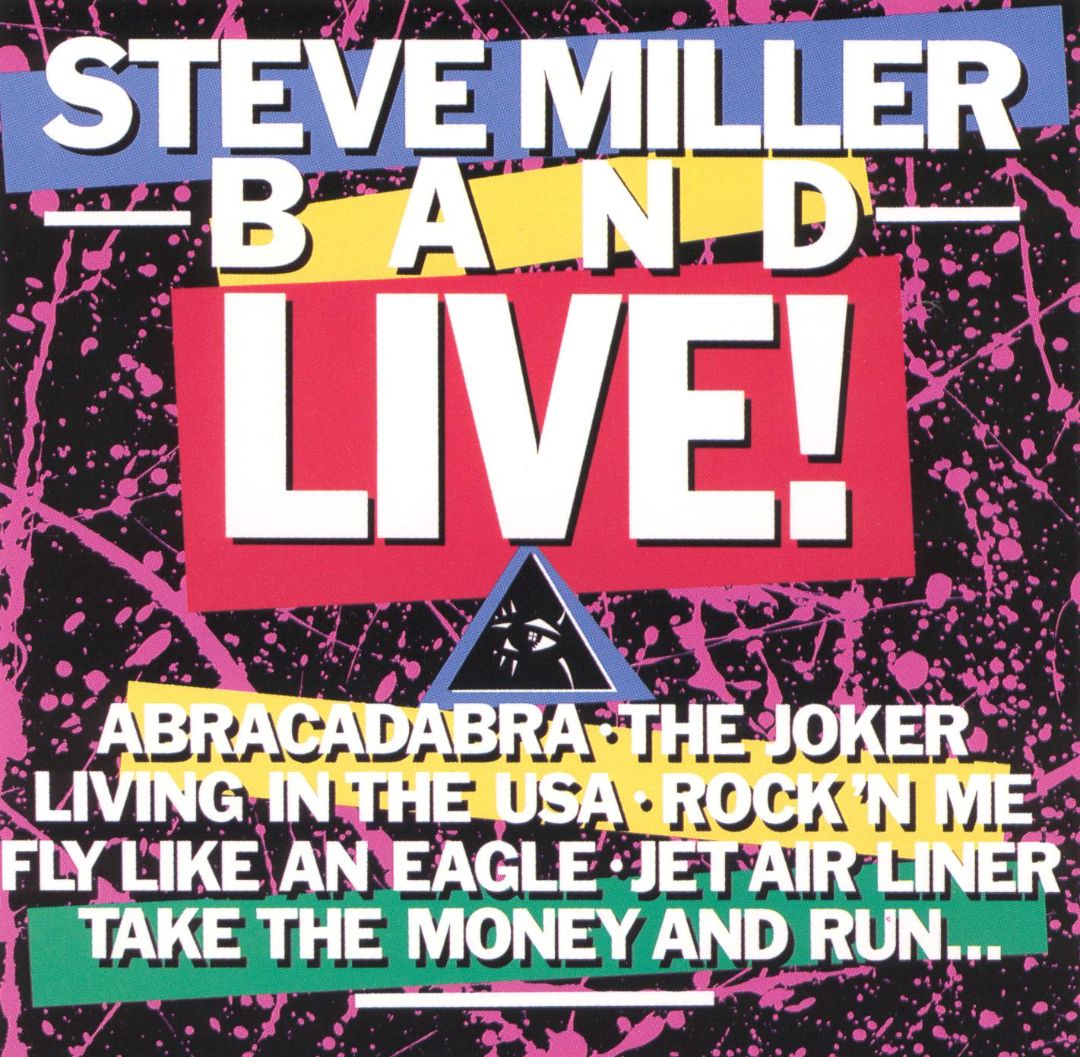 STEVE MILLER
BAND
LIVE!
ABRACADABRA • THE JOKER
LIVING IN THE USA • ROCK 'N ME
FLY LIKE AN EAGLE • JET AIR LINER
TAKE THE MONEY AND RUN...